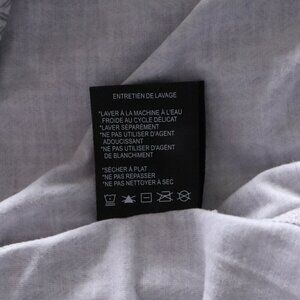 ENTRETIEN DE LAVAGE
*LAVER À LA MACHINE À L'EAU
FROIDE AU CYCLE DÉLICAT
*LAVER SÉPARÉMENT
*NE PAS UTILISER D'AGENT
ADOUCISSANT
*NE PAS UTILISER D'AGENT
DE BLANCHIMENT
*SÉCHER À PLAT
*NE PAS REPASSER
*NE PAS NETTOYER À SEC